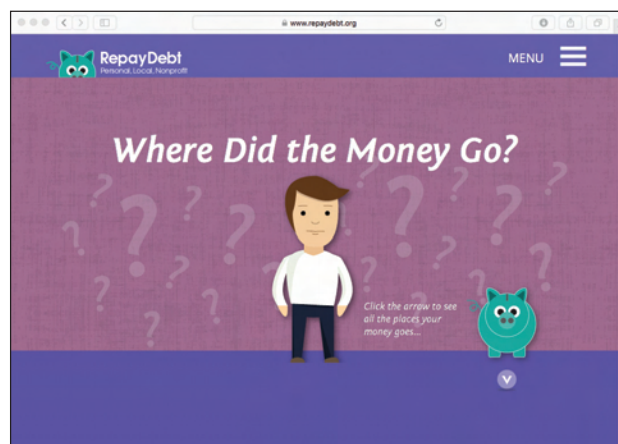 www.repaydebt.org
RepayDebt
Personal, Local, Nonprofit
MENU
Where Did the Money Go?
? ? ? ? ? ? ? ? ? ? ? ? ? ?
Click the arrow to see
all the places your
money goes...